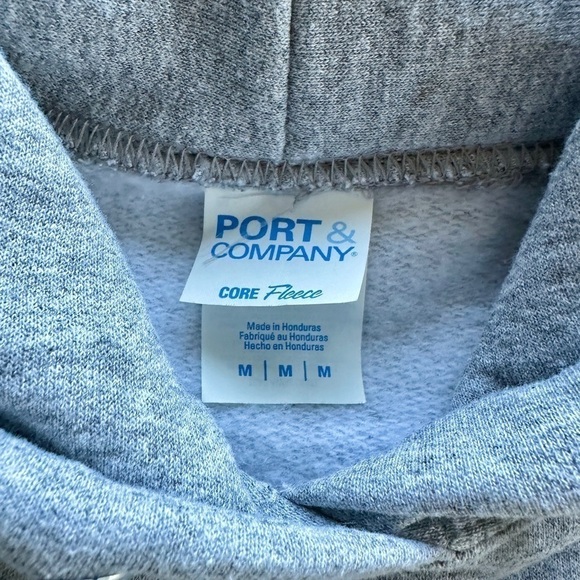 PORT &
COMPANY®
CORE Fleece
Made in Honduras
Fabriqué au Honduras
Hecho en Honduras
M | M | M